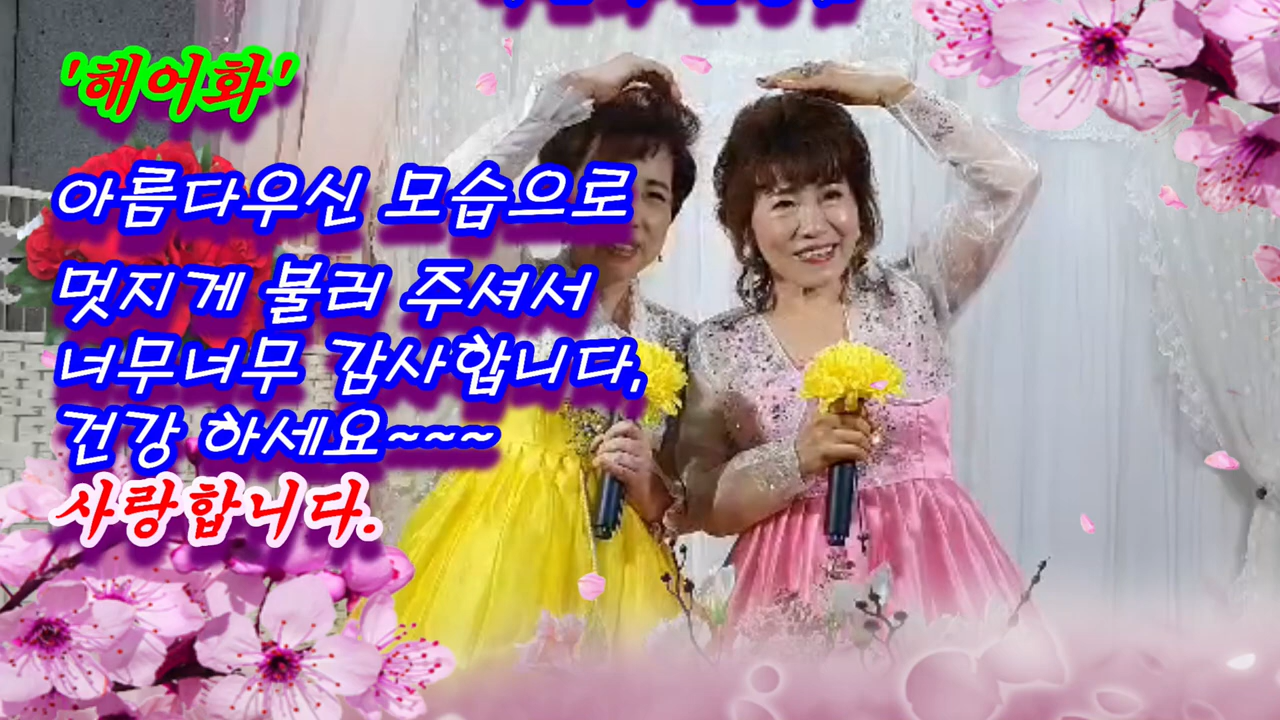 '헤어화'
아름다우신 모습으로
멋지게 불러 주셔서
너무너무 감사합니다,
건강 하세요~~~
사랑합니다.